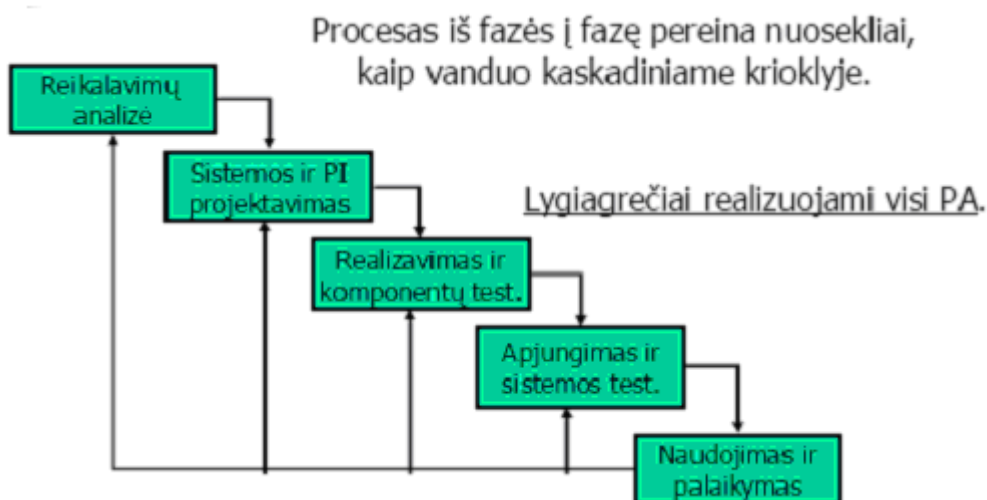 Procesas iš fazės į fazę pereina nuosekliai,
kaip vanduo kaskadiniame krioklyje.
Reikalavimų
analizė
Sistemos ir PI
projektavimas
Lygiagrečiai realizuojami visi PA.
Realizavimas ir
komponentų test.
Apjungimas ir
sistemos test.
Naudojimas ir
palaikymas